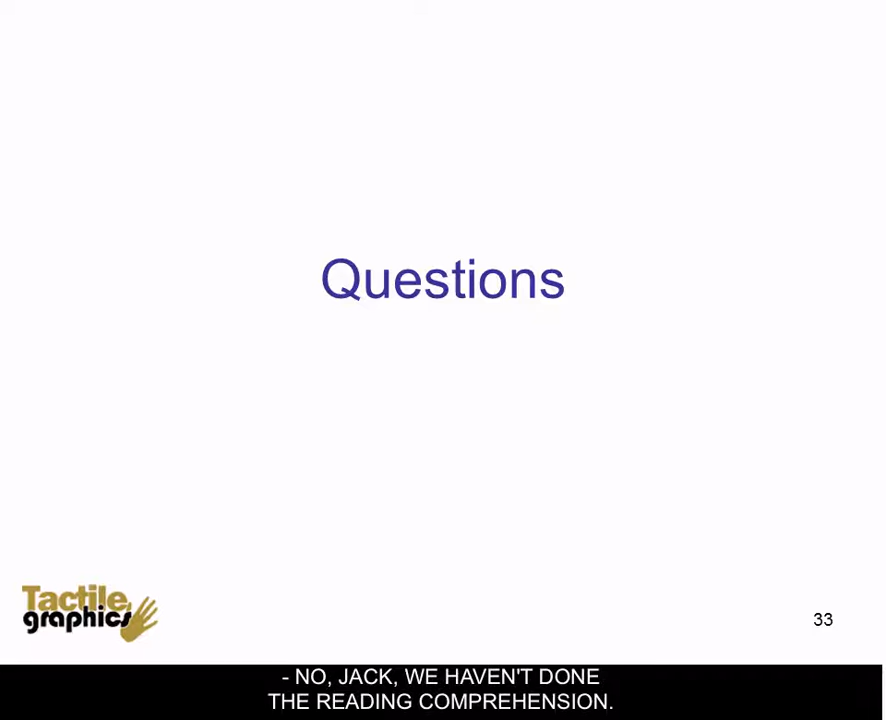 Questions
Tactile
graphics
33
- NO, JACK, WE HAVEN'T DONE
THE READING COMPREHENSION.